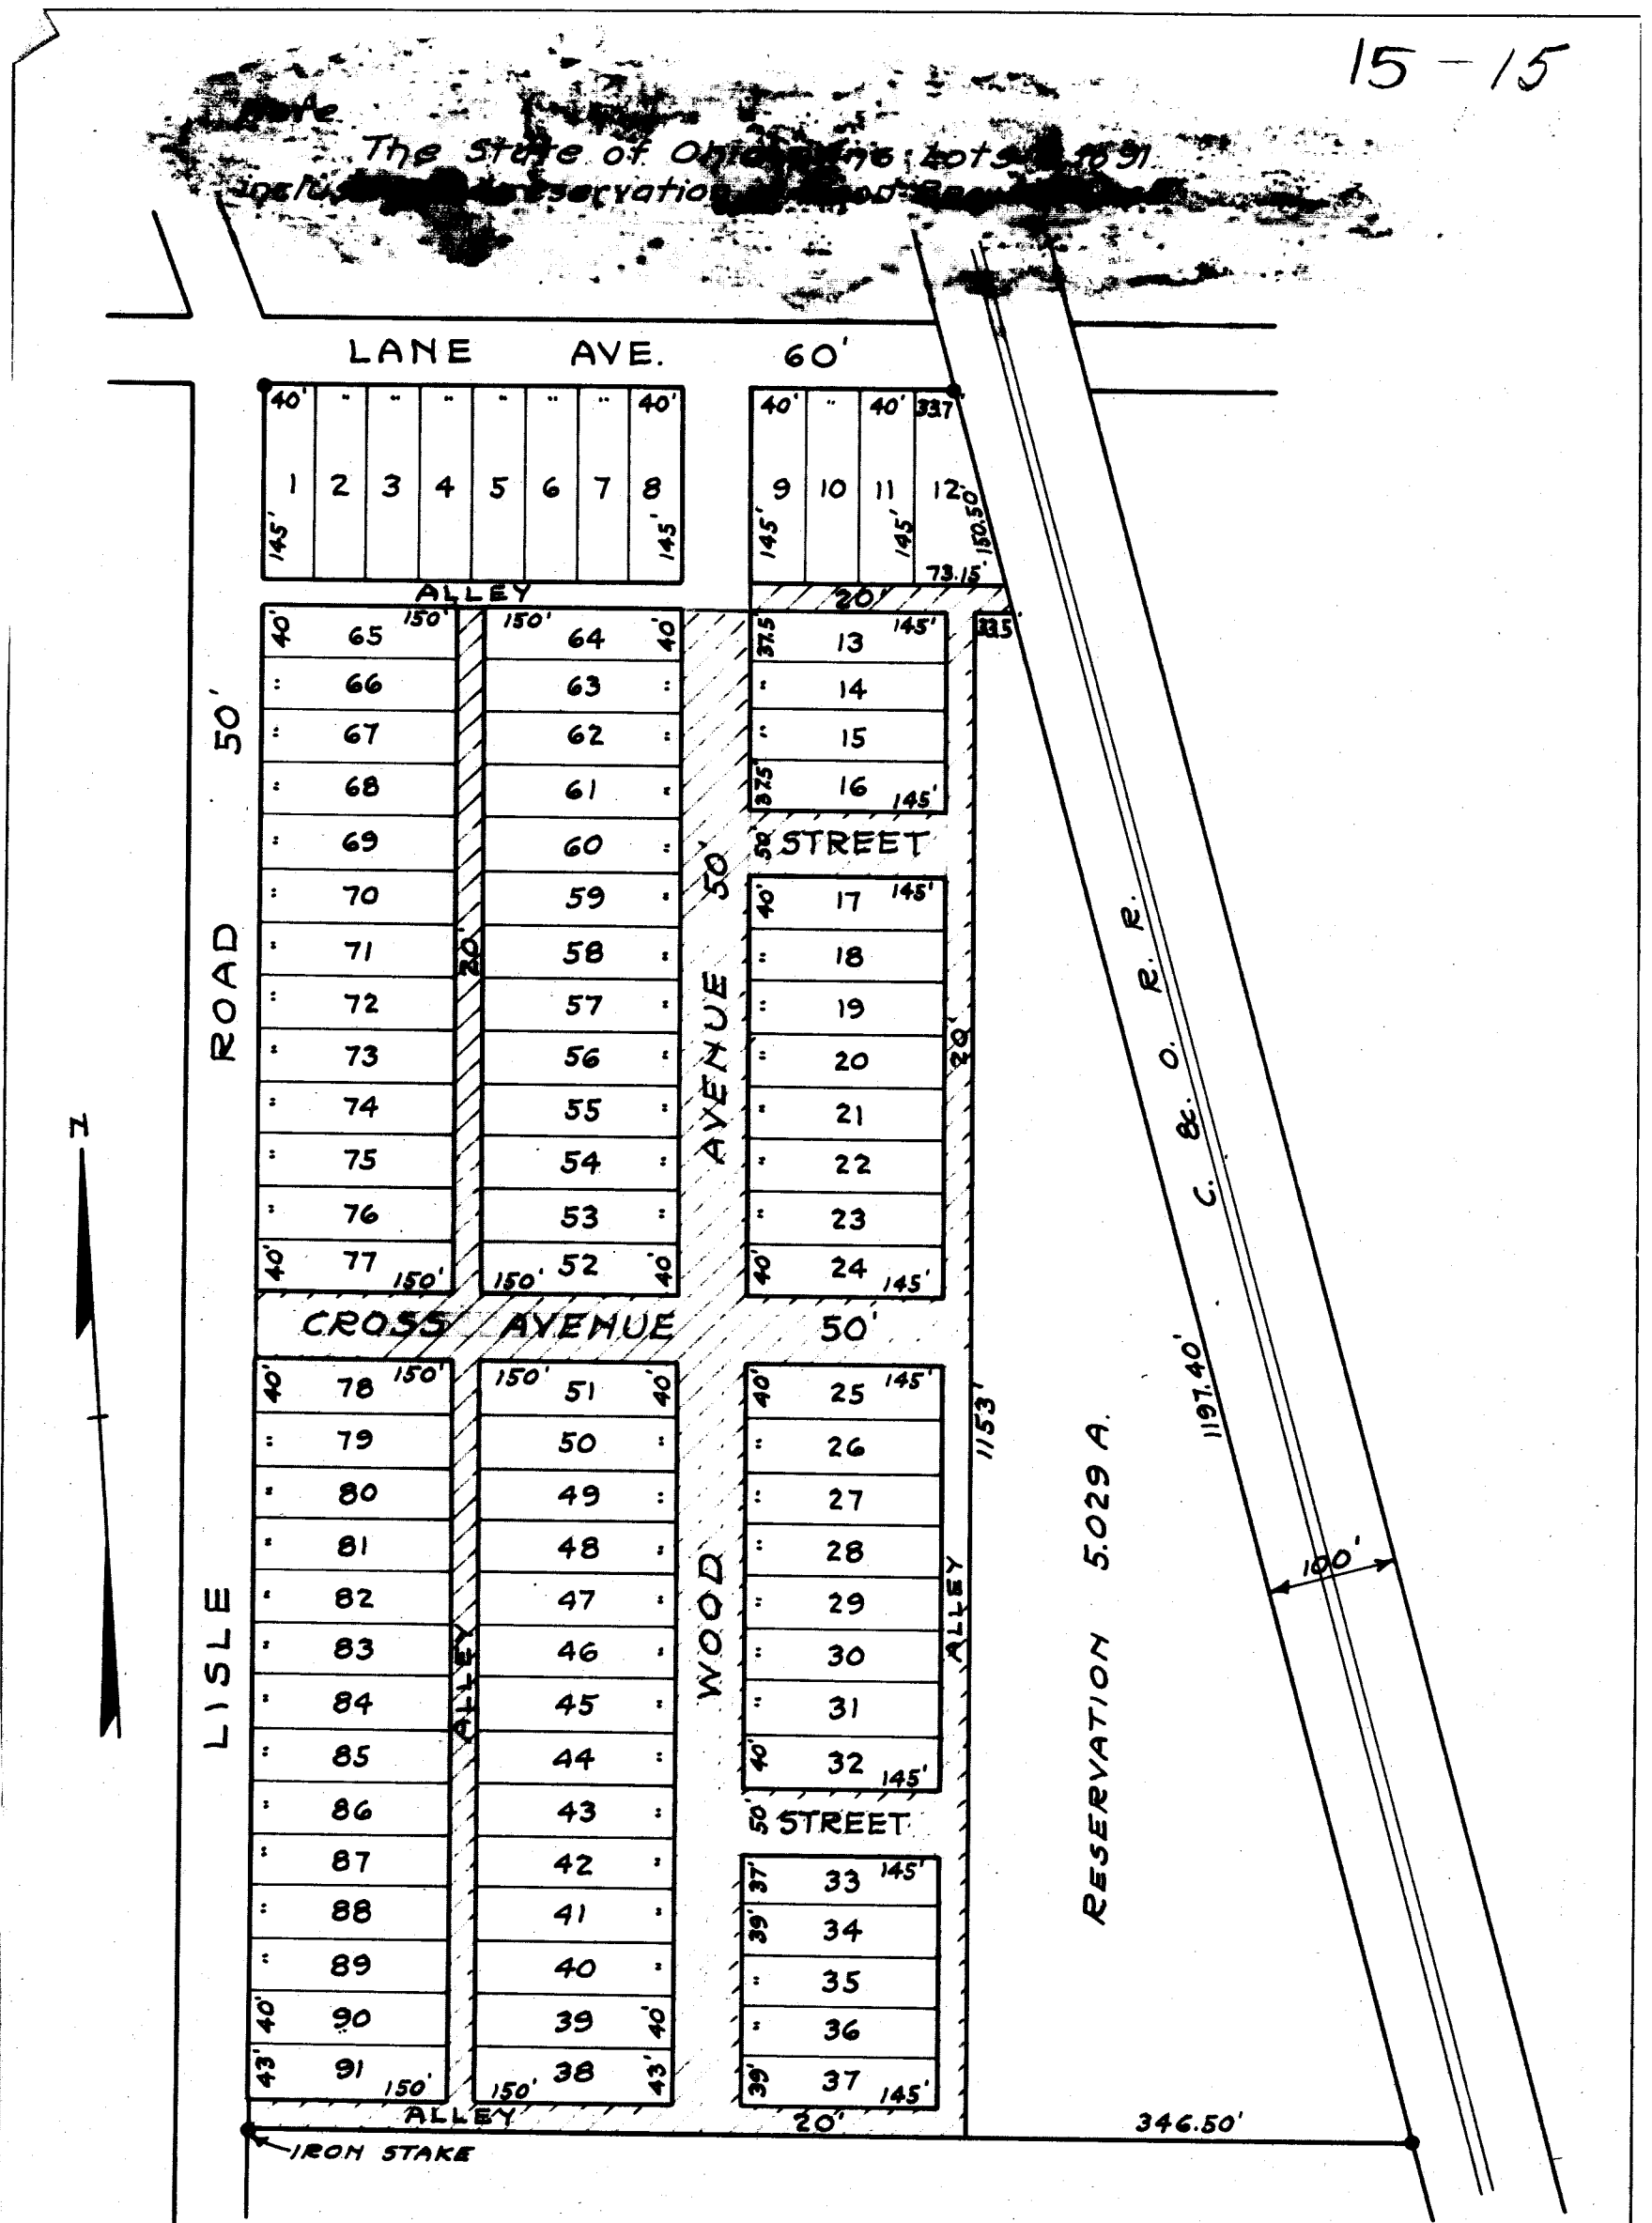 15-15
The State of
Lots
91
LANE AVE. 60'
40' " " " " " " 40' 40' " 40' 33.7'
1 2 3 4 5 6 7 8 9 10 11 12
145' 145' 145' 145' 150.50'
73.15'
ALLEY 20'
40' 65 150' 150' 64 40' 37.5' 13 145' 33.5'
" 66 63 " " 14
" 67 62 " " 15
" 68 61 " 37.5' 16 145'
" 69 60 " 50' STREET
" 70 59 " 40' 17 145'
" 71 58 " " 18
" 72 57 " " 19
" 73 56 " " 20
" 74 55 " " 21
" 75 54 " " 22
" 76 53 " " 23
40' 77 150' 150' 52 40' 40' 24 145'
CROSS AVENUE 50'
40' 78 150' 150' 51 40' 40' 25 145'
" 79 50 " " 26
" 80 49 " " 27
" 81 48 " " 28
" 82 47 " " 29
" 83 46 " " 30
" 84 45 " " 31
" 85 44 " 40' 32 145'
" 86 43 " 50' STREET
" 87 42 " 37' 33 145'
" 88 41 " 39' 34
" 89 40 " " 35
40' 90 39 40' " 36
43' 91 150' 150' 38 43' 39' 37 145'
ALLEY 20'
346.50'
IRON STAKE
LISLE ROAD 50'
N
ALLEY 20'
WOOD AVENUE 50'
ALLEY 20'
1153'
RESERVATION 5.029 A.
1197.40'
C. &. O. R. R.
100'